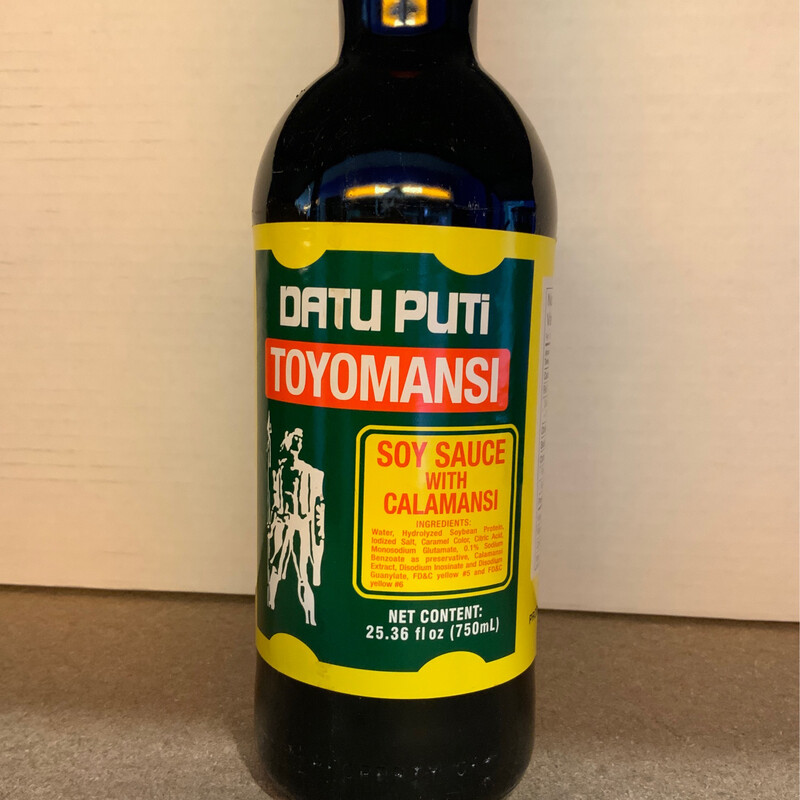 DATU PUTi
TOYOMANSI
SOY SAUCE
WITH
CALAMANSI
INGREDIENTS:
Water, Hydrolyzed Soybean Protein,
Iodized Salt, Caramel Color, Citric Acid,
Monosodium Glutamate, 0.1% Sodium
Benzoate as preservative, Calamansi
Extract, Disodium Inosinate and Disodium
Guanylate, FD&C yellow #5 and FD&C
yellow #6
NET CONTENT:
25.36 fl oz (750mL)